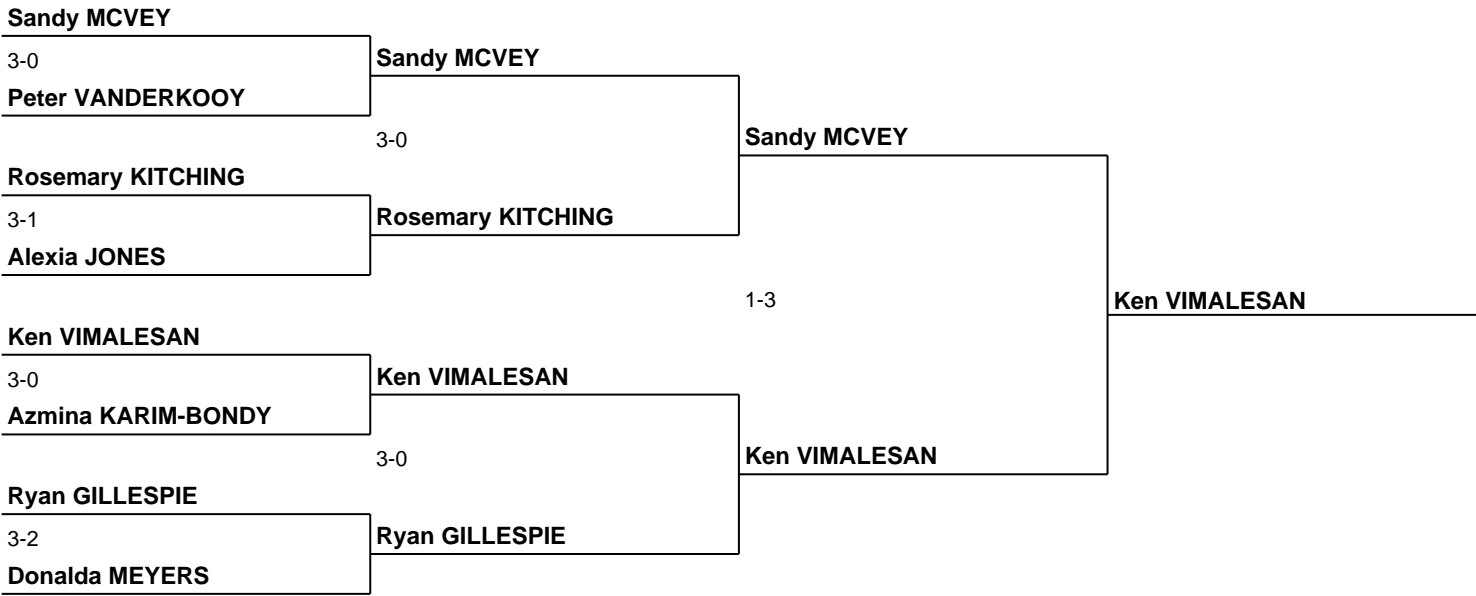 Sandy MCVEY
3-0
Peter VANDERKOOY
Rosemary KITCHING
3-1
Alexia JONES
Ken VIMALESAN
3-0
Azmina KARIM-BONDY
Ryan GILLESPIE
3-2
Donalda MEYERS
Sandy MCVEY
3-0
Rosemary KITCHING
Ken VIMALESAN
3-0
Ryan GILLESPIE
Sandy MCVEY
1-3
Ken VIMALESAN
Ken VIMALESAN